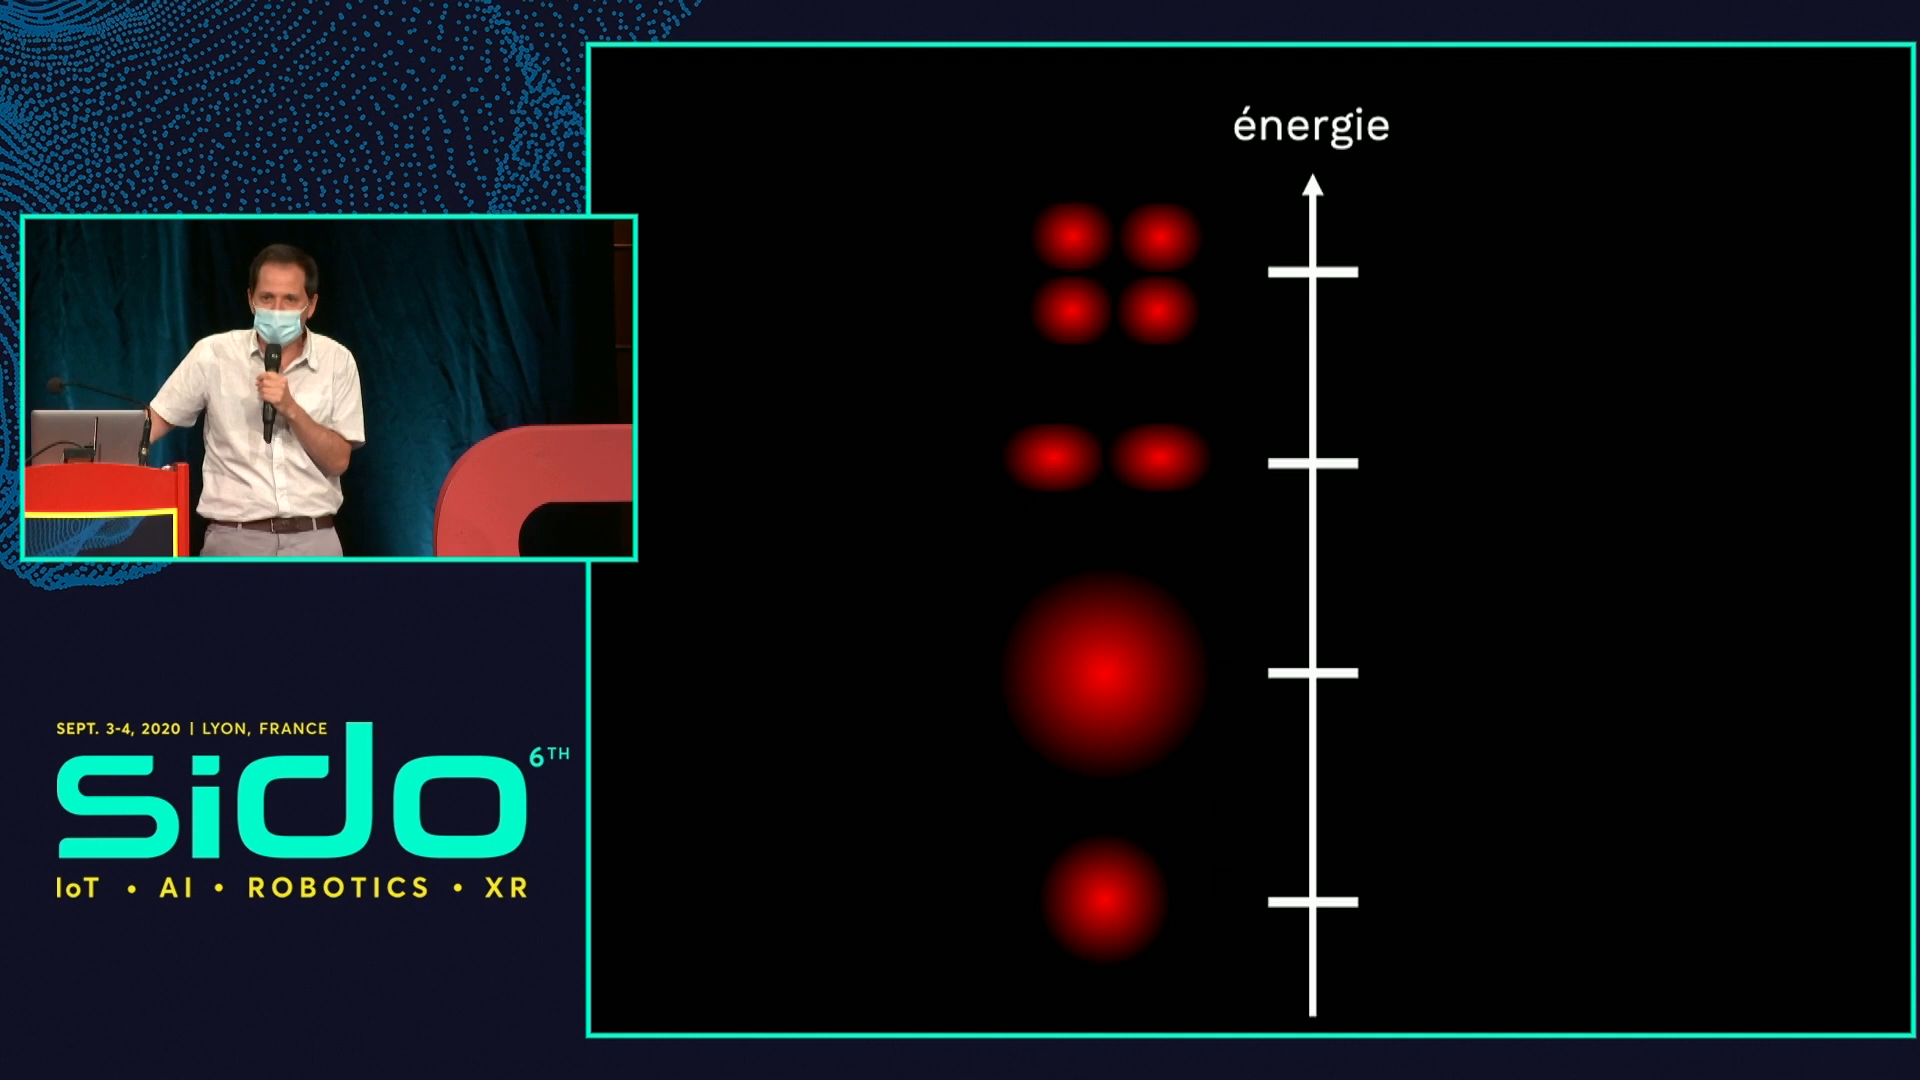 énergie
SEPT. 3-4, 2020 | LYON, FRANCE
sido 6TH
IoT • AI • ROBOTICS • XR